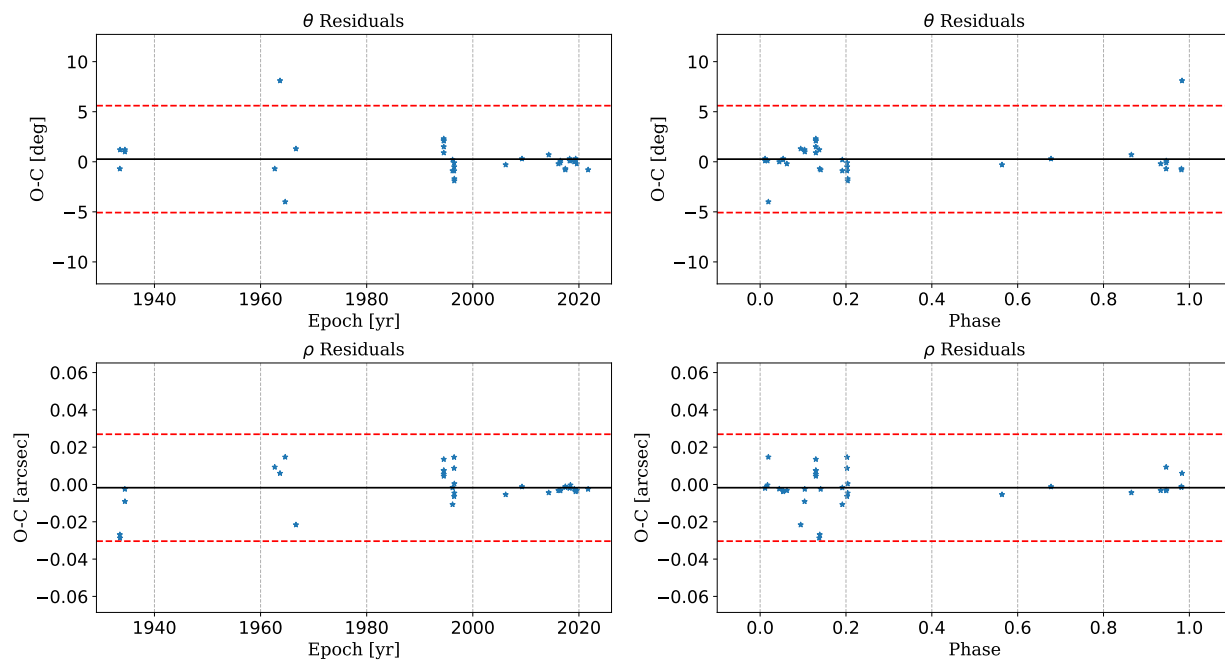 θ Residuals
10
5
0
−5
−10
O-C [deg]
1940 1960 1980 2000 2020
Epoch [yr]
θ Residuals
10
5
0
−5
−10
O-C [deg]
0.0 0.2 0.4 0.6 0.8 1.0
Phase
ρ Residuals
0.06
0.04
0.02
0.00
−0.02
−0.04
−0.06
O-C [arcsec]
1940 1960 1980 2000 2020
Epoch [yr]
ρ Residuals
0.06
0.04
0.02
0.00
−0.02
−0.04
−0.06
O-C [arcsec]
0.0 0.2 0.4 0.6 0.8 1.0
Phase